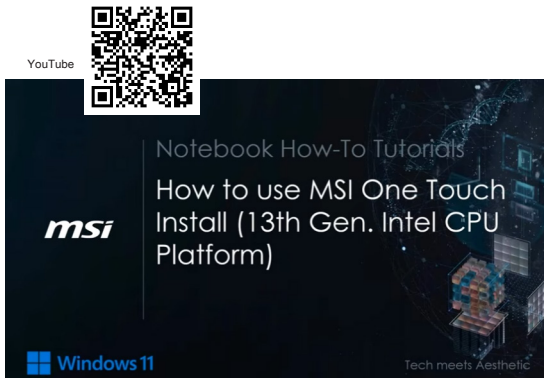 YouTube
Notebook How-To Tutorials
How to use MSI One Touch
Install (13th Gen. Intel CPU
Platform)
msi
Windows 11
Tech meets Aesthetic